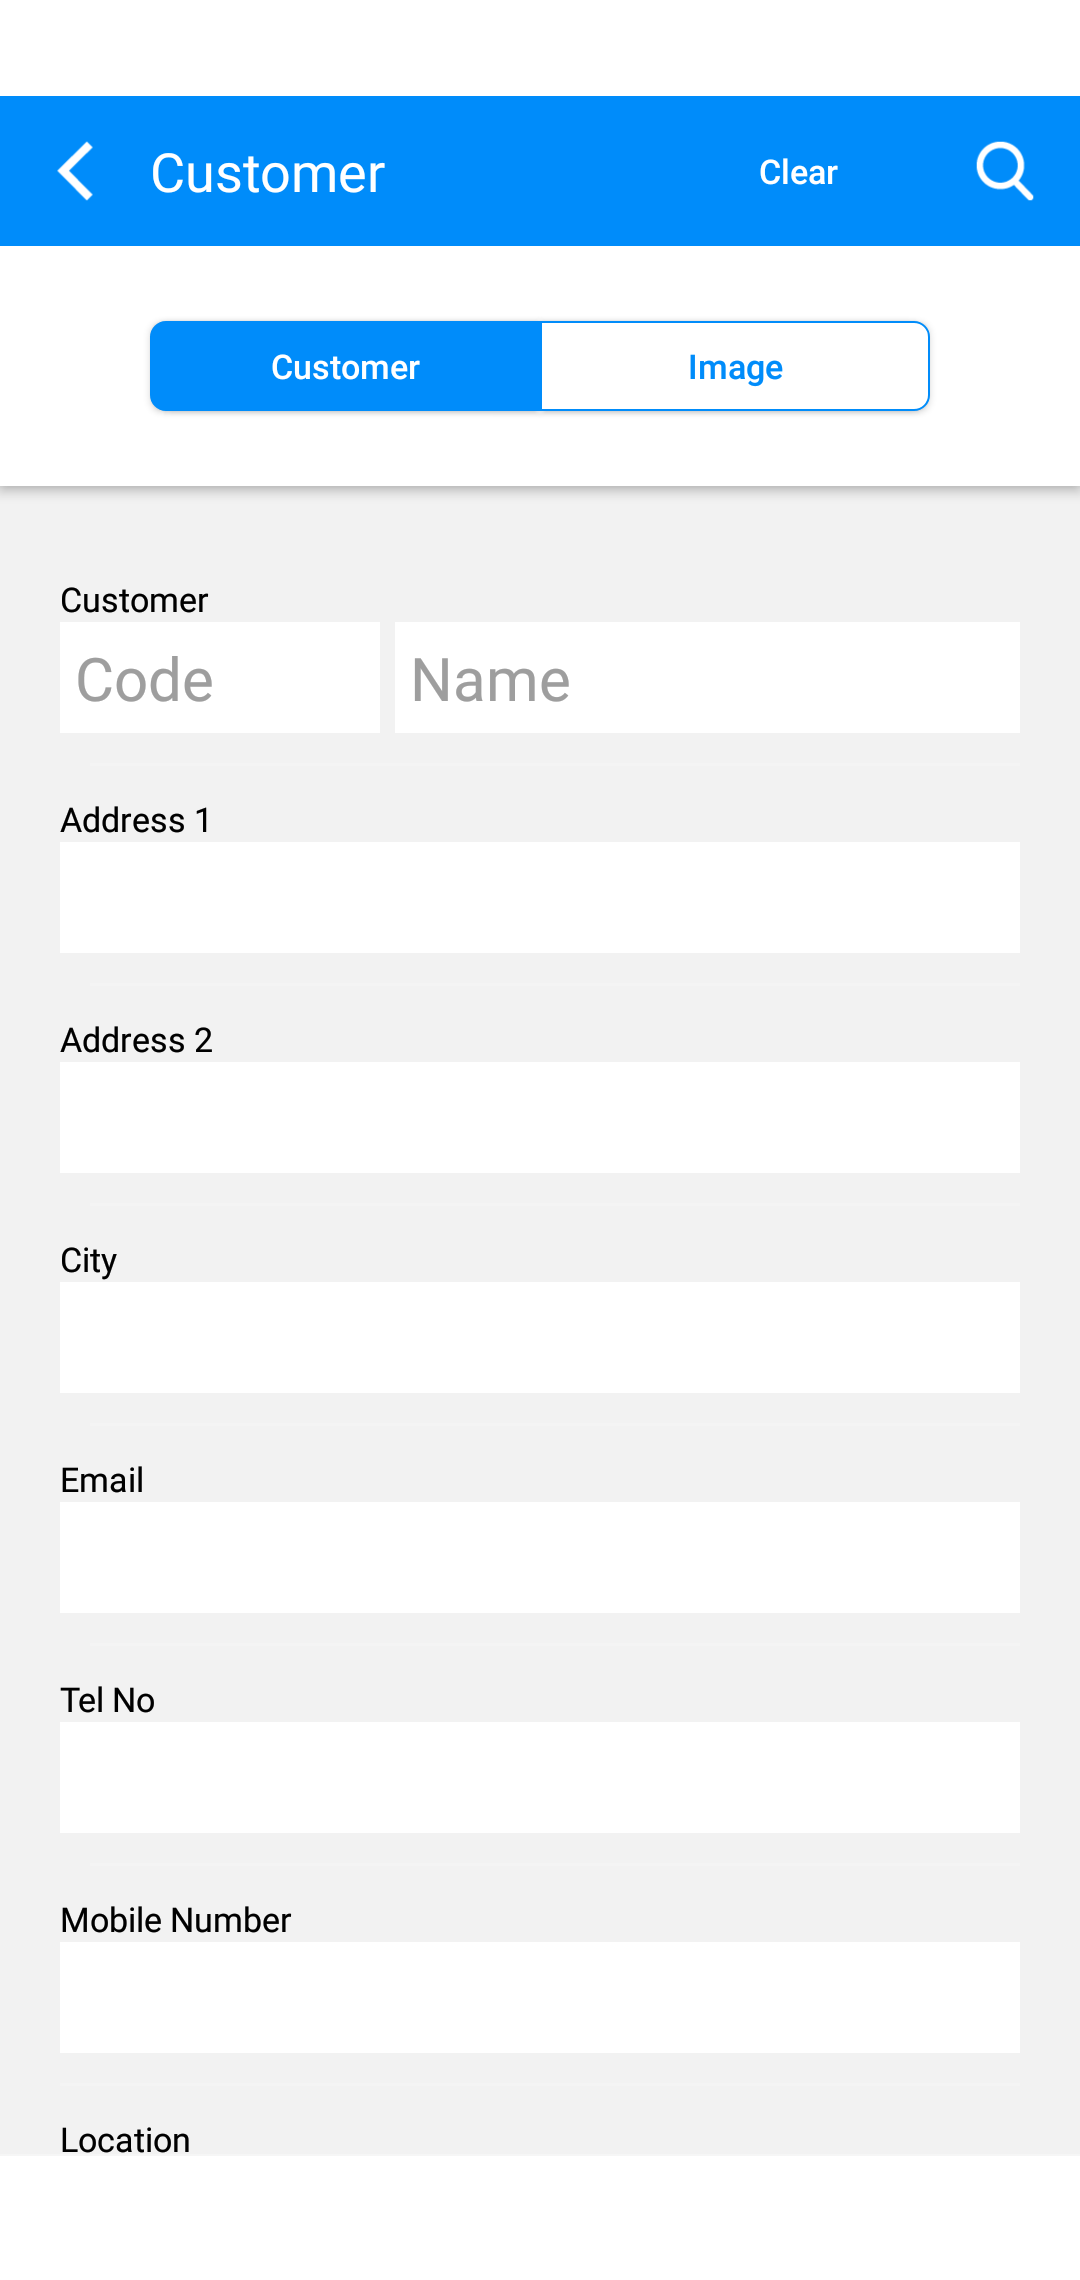 Customer Clear
Customer Image
Customer
Code Name
Address 1
Address 2
City
Email
Tel No
Mobile Number
Location